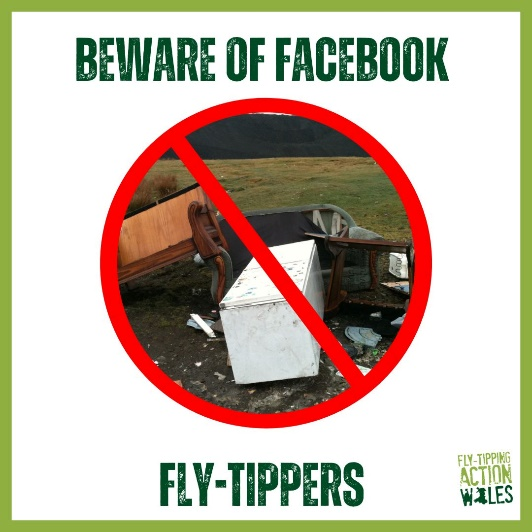 BEWARE OF FACEBOOK
FLY-TIPPERS
FLY-TIPPING
ACTION
WALES